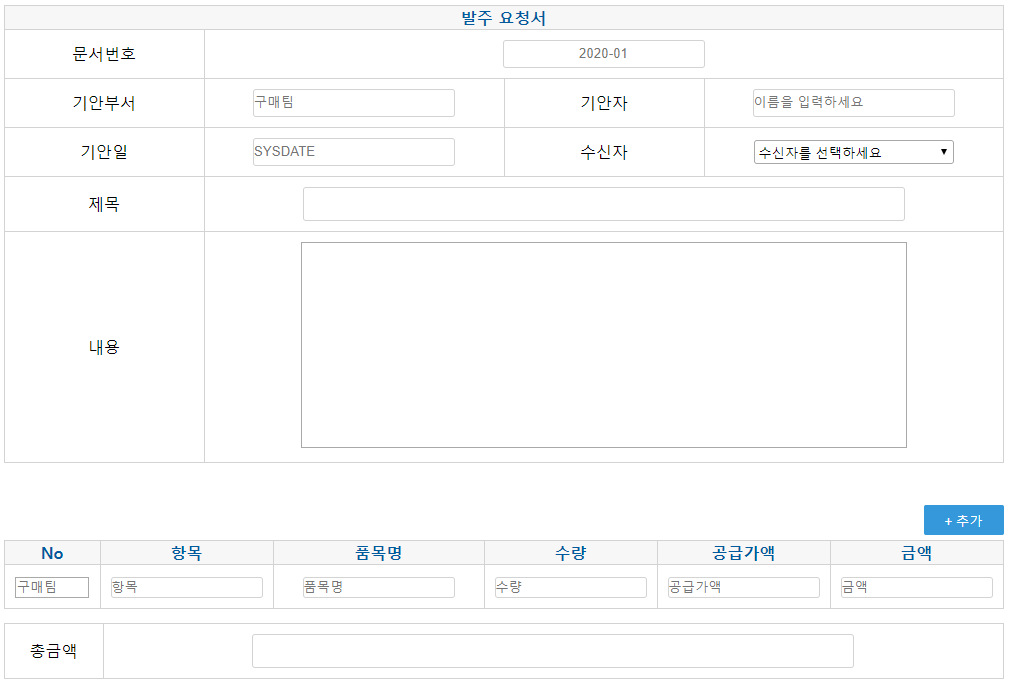 발주 요청서
문서번호 2020-01
기안부서 구매팀 기안자 이름을 입력하세요
기안일 SYSDATE 수신자 수신자를 선택하세요
제목
내용
+ 추가
No 항목 품목명 수량 공급가액 금액
구매팀 항목 품목명 수량 공급가액 금액
총금액